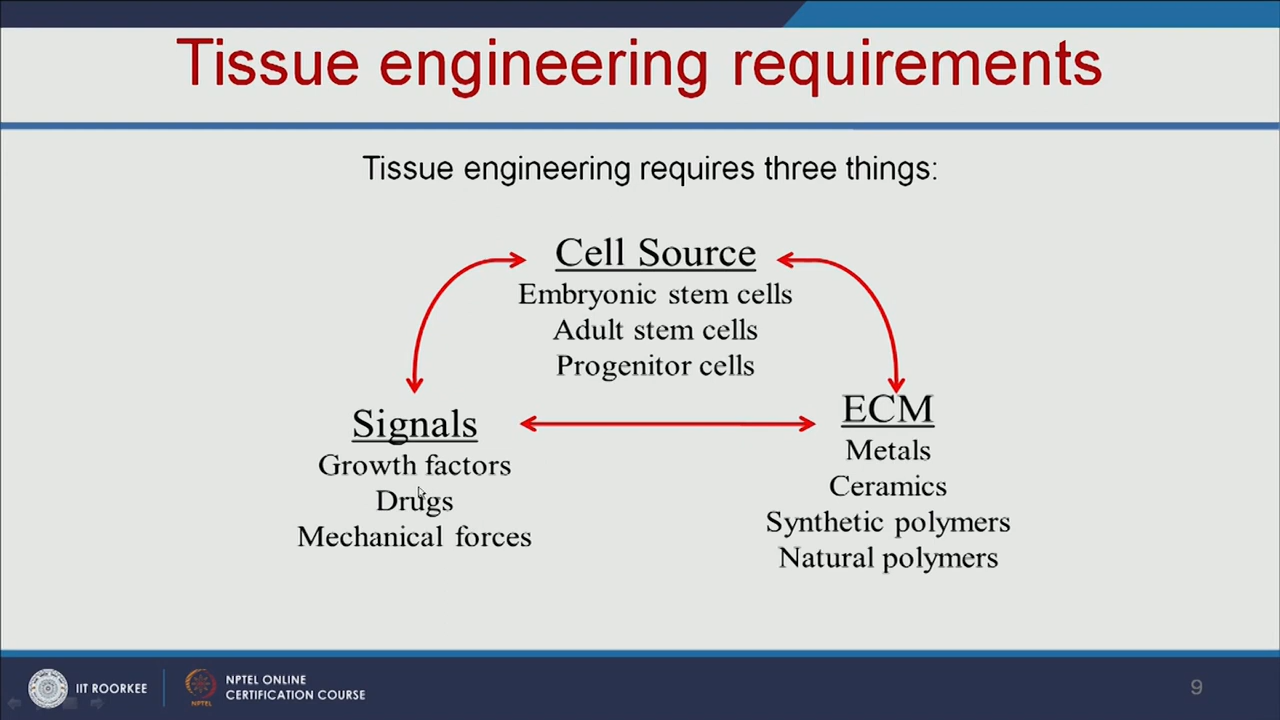 Tissue engineering requirements
Tissue engineering requires three things:
Cell Source
Embryonic stem cells
Adult stem cells
Progenitor cells
Signals
Growth factors
Drugs
Mechanical forces
ECM
Metals
Ceramics
Synthetic polymers
Natural polymers
IIT ROORKEE
NPTEL
NPTEL ONLINE
CERTIFICATION COURSE
9